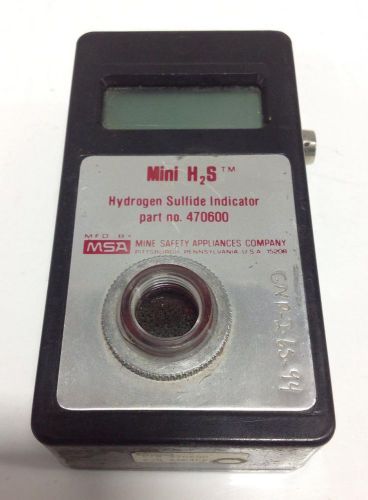 Mini H₂S™
Hydrogen Sulfide Indicator
part no. 470600
MFD BY
MSA MINE SAFETY APPLIANCES COMPANY
PITTSBURGH, PENNSYLVANIA, U.S.A. 15208